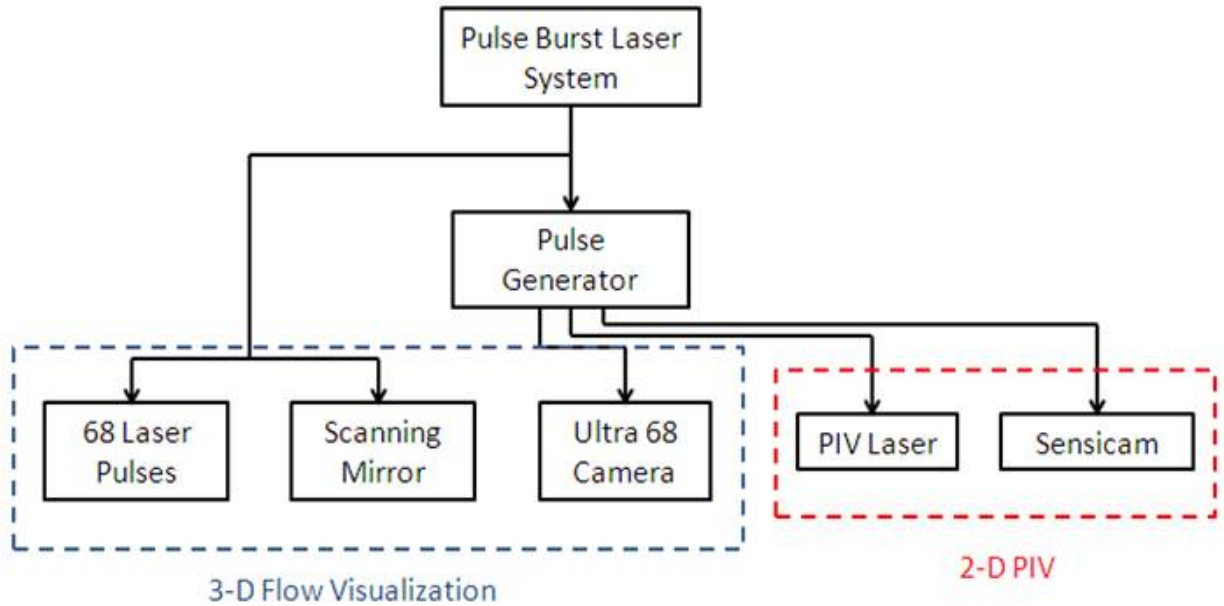 Pulse Burst Laser
System
Pulse
Generator
68 Laser
Pulses
Scanning
Mirror
Ultra 68
Camera
PIV Laser
Sensicam
3-D Flow Visualization
2-D PIV